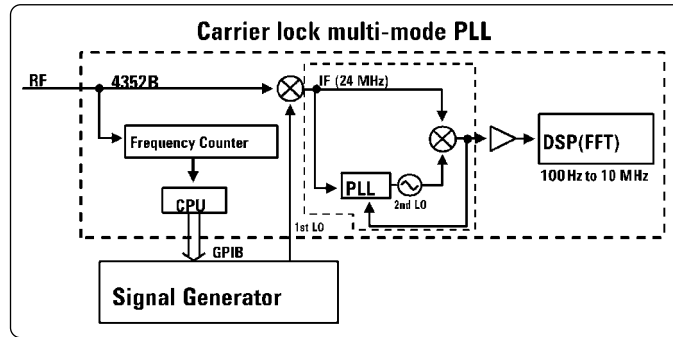 Carrier lock multi-mode PLL
RF
4352B
IF (24 MHz)
Frequency Counter
DSP(FFT)
100 Hz to 10 MHz
PLL
2nd LO
CPU
1st LO
GPIB
Signal Generator